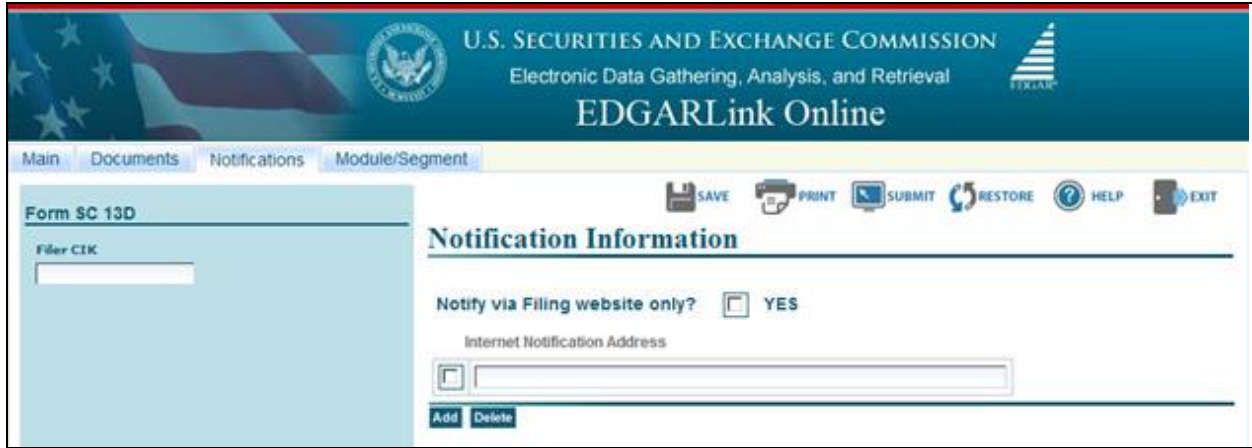 U.S. SECURITIES AND EXCHANGE COMMISSION
Electronic Data Gathering, Analysis, and Retrieval
EDGAR®
EDGARLink Online
Main Documents Notifications Module/Segment
SAVE PRINT SUBMIT RESTORE HELP EXIT
Form SC 13D
Filer CIK
Notification Information
Notify via Filing website only? YES
Internet Notification Address
Add Delete